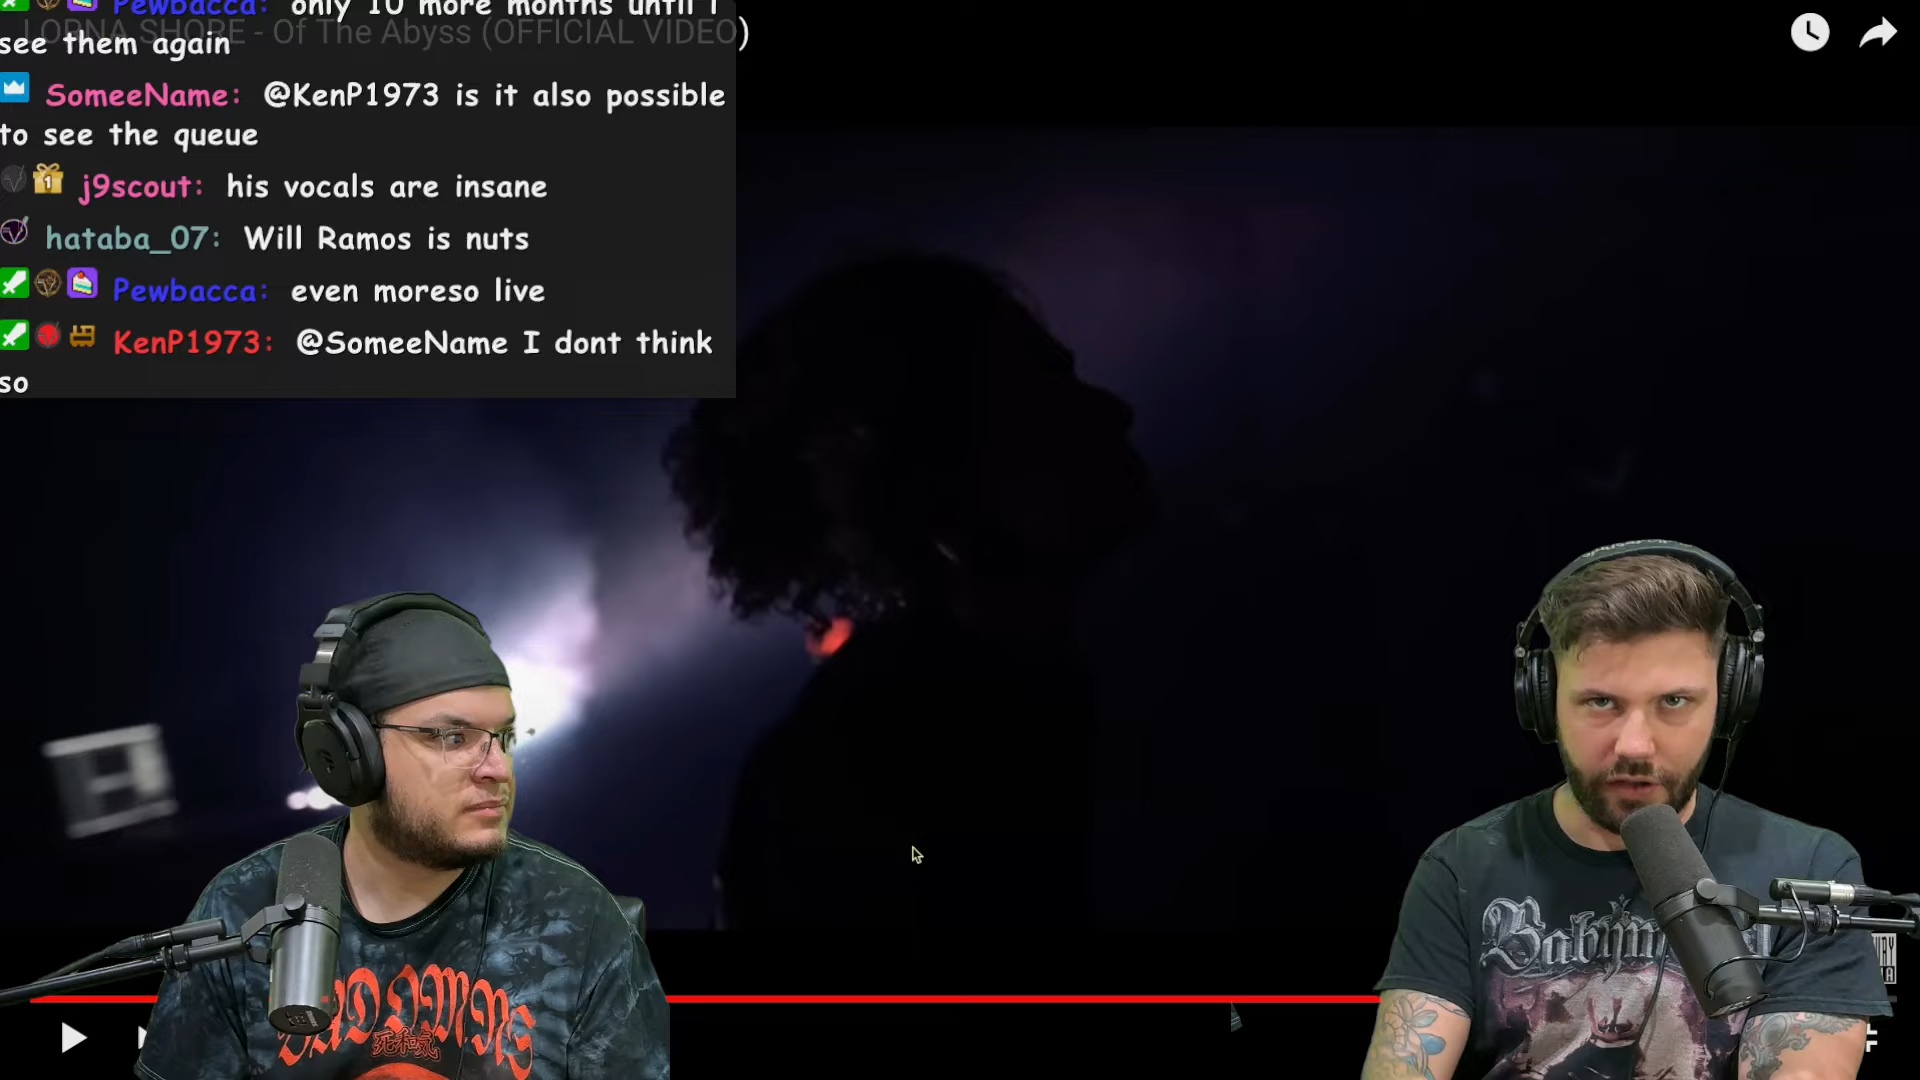 Pewbacca: only 10 more months until i
LORNA SHORE - Of The Abyss (OFFICIAL VIDEO)
see them again
SomeeName: @KenP1973 is it also possible
to see the queue
1 j9scout: his vocals are insane
hataba_07: Will Ramos is nuts
Pewbacca: even moreso live
KenP1973: @SomeeName I dont think
so
H